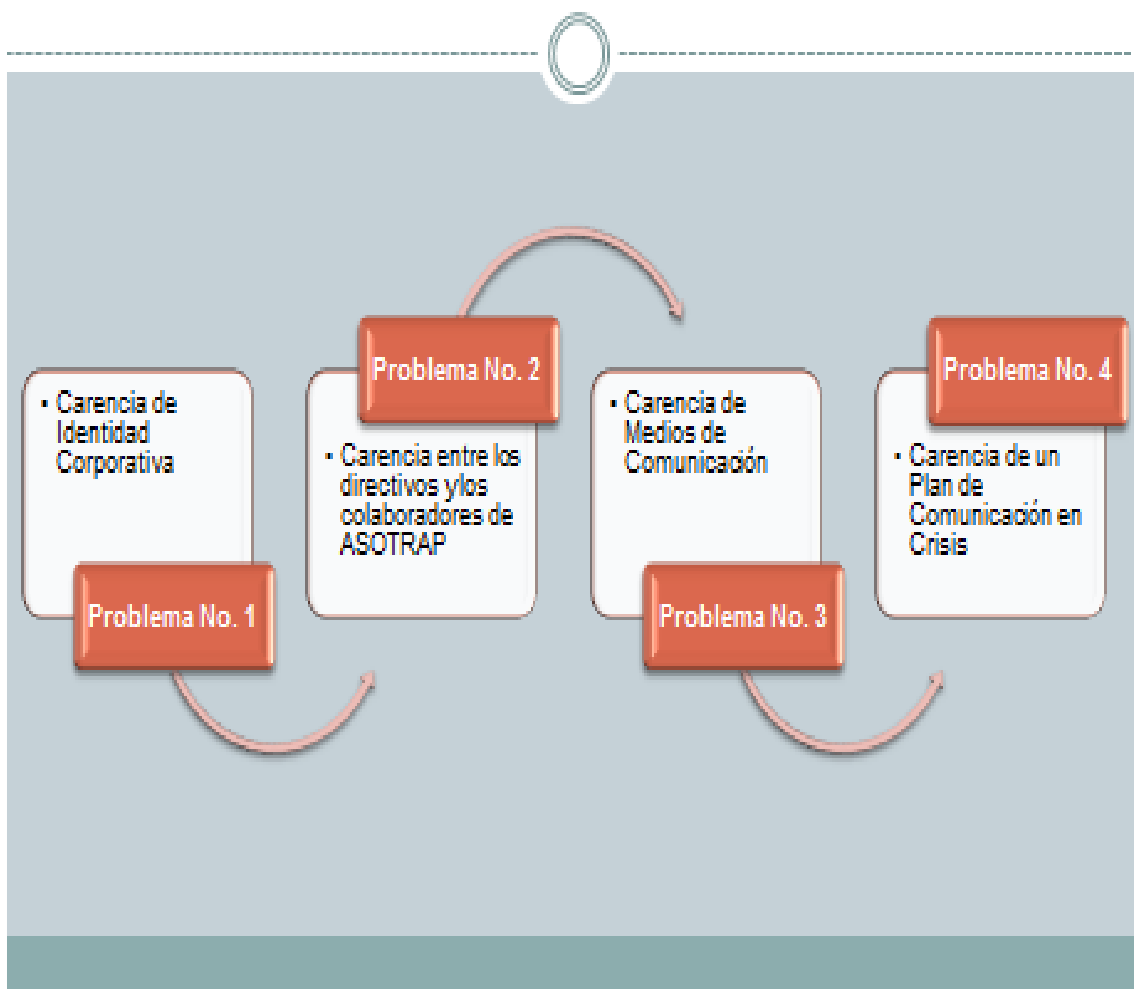 ▪ Carencia de
Identidad
Corporativa
Problema No. 1
Problema No. 2
▪ Carencia entre los
directivos ylos
colaboradores de
ASOTRAP
▪ Carencia de
Medios de
Comunicación
Problema No. 3
Problema No. 4
▪ Carencia de un
Plan de
Comunicación en
Crisis